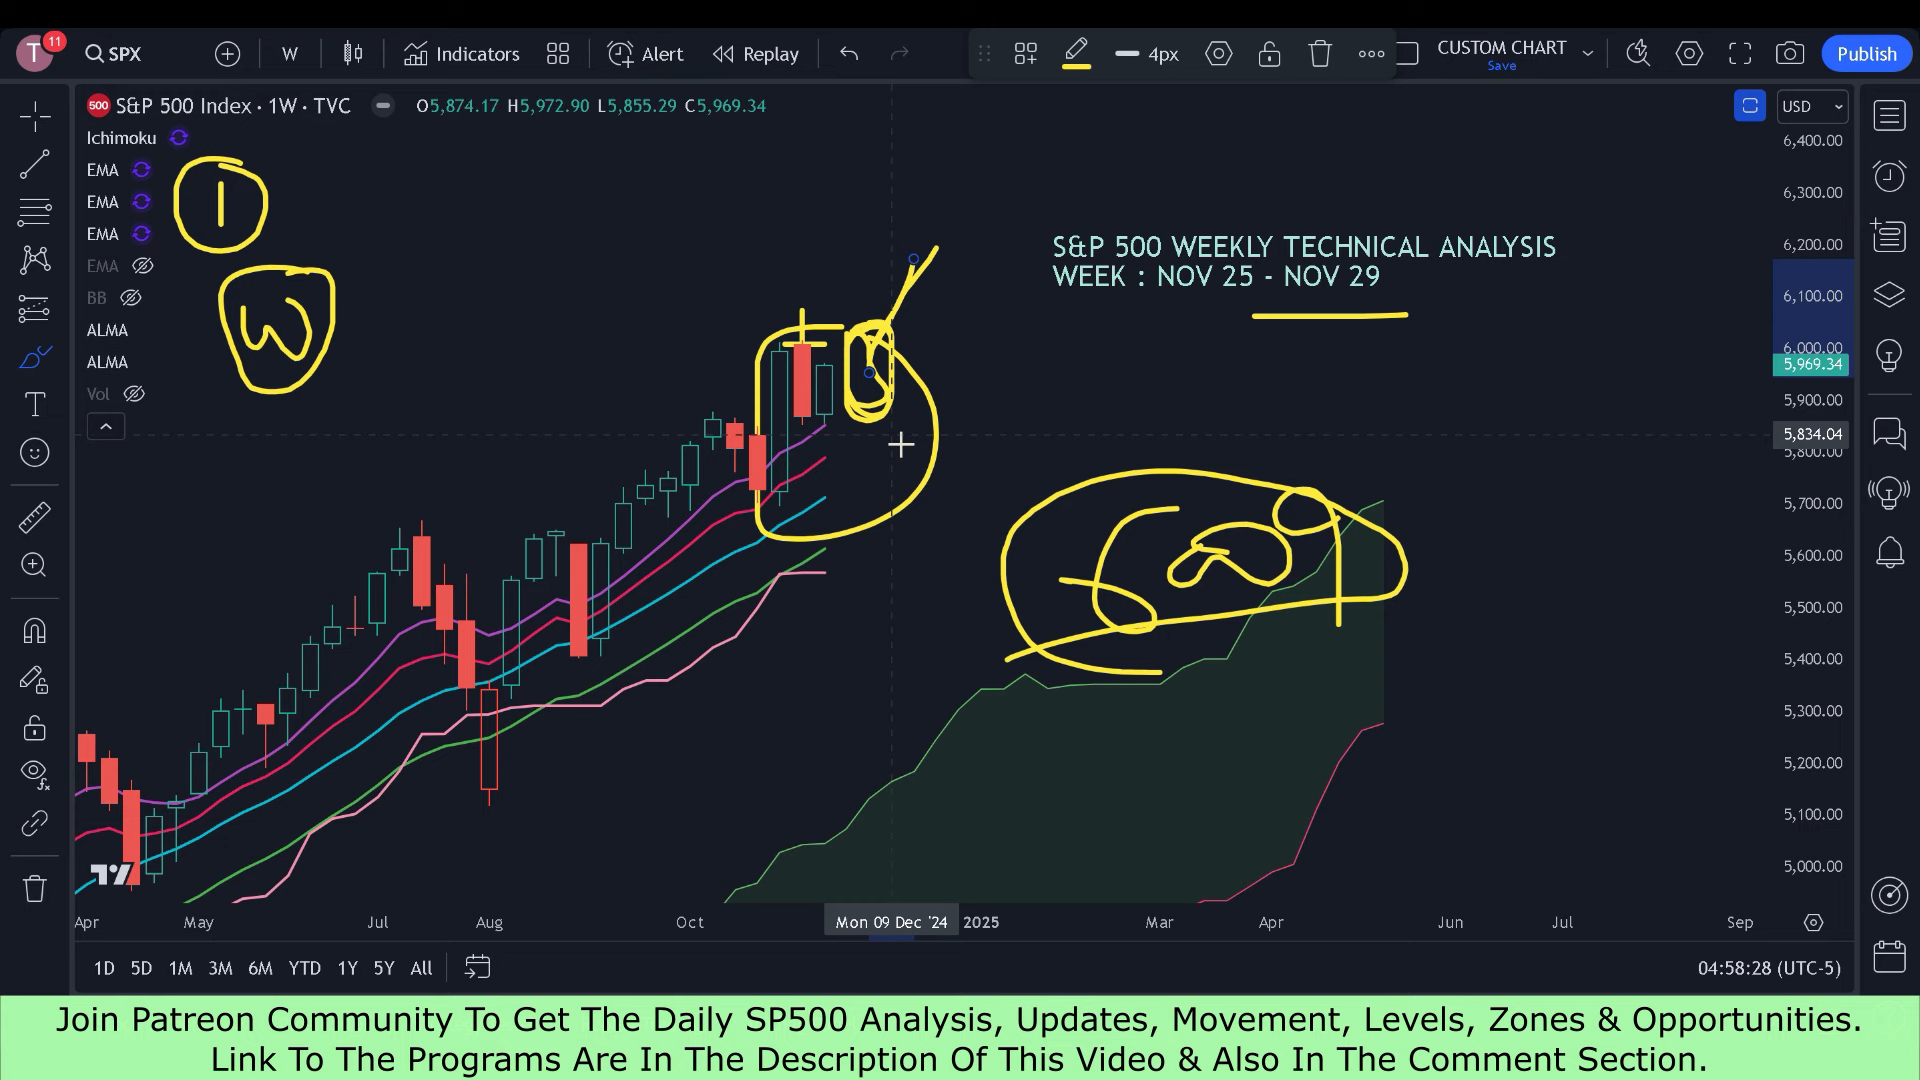 T 11 SPX W Indicators Alert Replay 4px CUSTOM CHART Save Publish
500 S&P 500 Index · 1W · TVC O5,874.17 H5,972.90 L5,855.29 C5,969.34 USD
Ichimoku
EMA
EMA
EMA
EMA
BB
ALMA
ALMA
Vol
1
W
S&P 500 WEEKLY TECHNICAL ANALYSIS
WEEK : NOV 25 - NOV 29
6,400.00
6,300.00
6,200.00
6,100.00
6,000.00
5,969.34
5,900.00
5,834.04
5,800.00
5,700.00
5,600.00
5,500.00
5,400.00
5,300.00
5,200.00
5,100.00
5,000.00
Apr May Jul Aug Oct Mon 09 Dec '24 2025 Mar Apr Jun Jul Sep
1D 5D 1M 3M 6M YTD 1Y 5Y All 04:58:28 (UTC-5)
Join Patreon Community To Get The Daily SP500 Analysis, Updates, Movement, Levels, Zones & Opportunities.
Link To The Programs Are In The Description Of This Video & Also In The Comment Section.